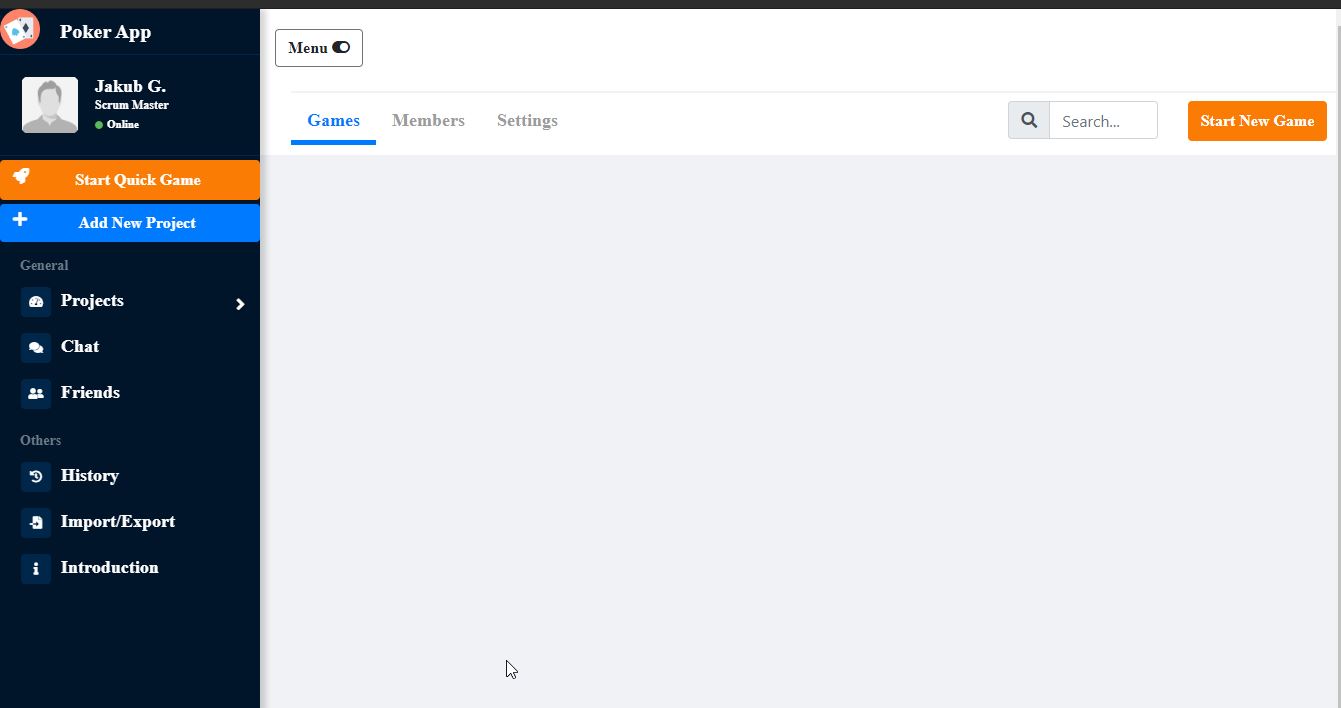 Poker App
Jakub G.
Scrum Master
Online
Start Quick Game
Add New Project
General
Projects
Chat
Friends
Others
History
Import/Export
Introduction
Menu
Games Members Settings
Search...
Start New Game